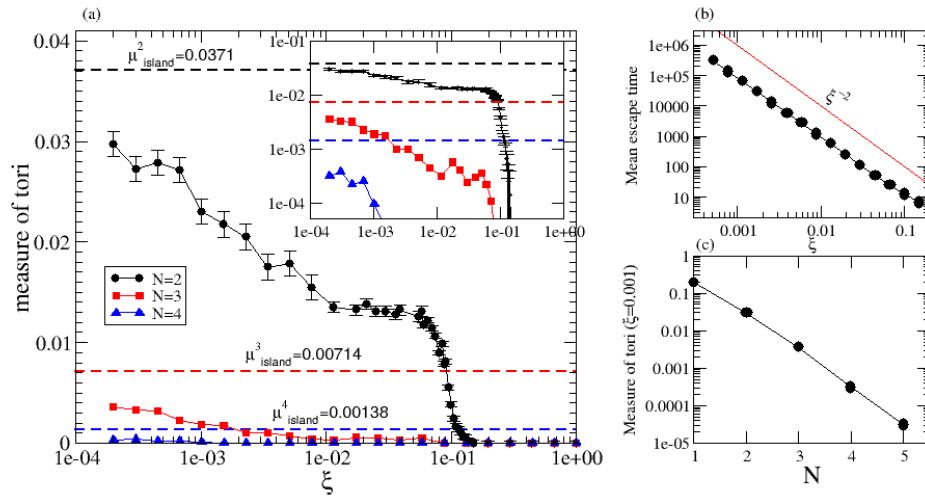 (a)
0.04
0.03
0.02
0.01
0
measure of tori
μ²island=0.0371
μ³island=0.00714
μ⁴island=0.00138
N=2
N=3
N=4
1e-04 1e-03 1e-02 1e-01 1e+00
ξ
1e-01
1e-02
1e-03
1e-04
1e-04 1e-03 1e-02 1e-01 1e+00
(b)
1e+06
1e+05
10000
1000
100
10
Mean escape time
ξ⁻²
0.001 0.01 0.1
ξ
(c)
1
0.1
0.01
0.001
0.0001
1e-05
Measure of tori (ξ=0.001)
1 2 3 4 5
N